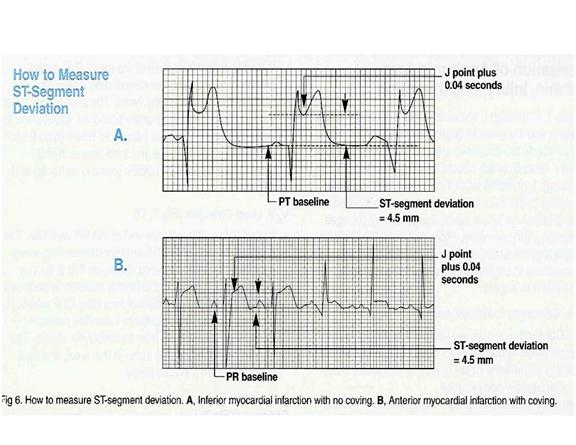 How to Measure
ST-Segment
Deviation
A.
J point plus
0.04 seconds
PT baseline
ST-segment deviation
= 4.5 mm
B.
J point
plus 0.04
seconds
ST-segment deviation
= 4.5 mm
PR baseline
Fig 6. How to measure ST-segment deviation. A, Inferior myocardial infarction with no coving. B, Anterior myocardial infarction with coving.